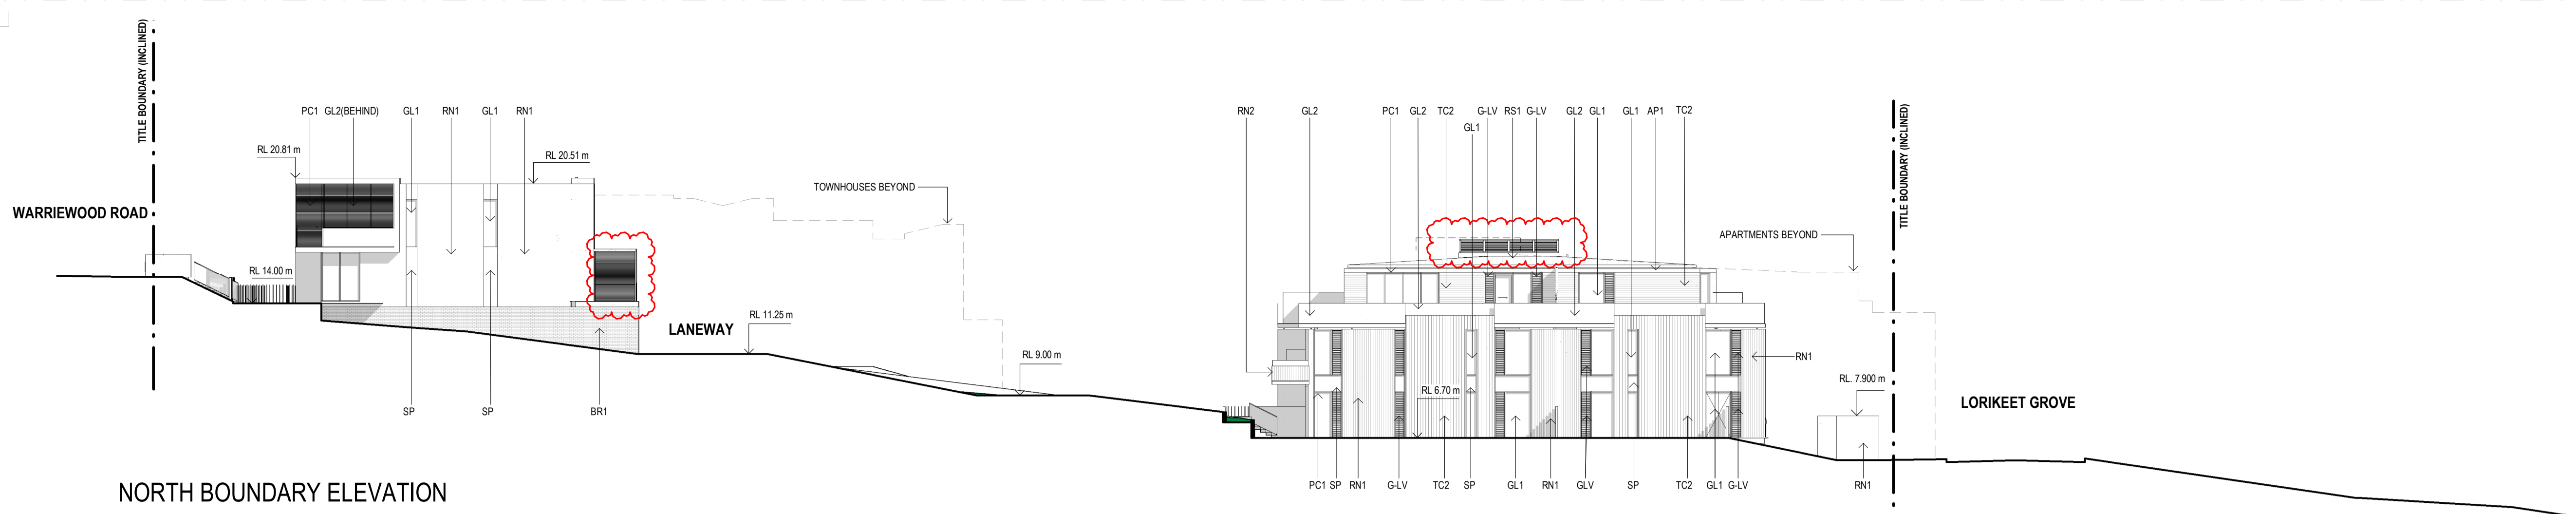 TITLE BOUNDARY (INCLINED)
TITLE BOUNDARY (INCLINED)
PC1 GL2(BEHIND) GL1 RN1 GL1 RN1
RN2 GL2 PC1 GL2 TC2 G-LV RS1 G-LV GL2 GL1 GL1 AP1 TC2
GL1
RL 20.81 m
RL 20.51 m
TOWNHOUSES BEYOND
WARRIEWOOD ROAD
APARTMENTS BEYOND
RL 14.00 m
LANEWAY
RL 11.25 m
RL 9.00 m
RN1
RL 6.70 m
RL. 7.900 m
LORIKEET GROVE
SP SP BR1
PC1 SP RN1 G-LV TC2 SP GL1 RN1 GLV SP TC2 GL1 G-LV RN1
NORTH BOUNDARY ELEVATION